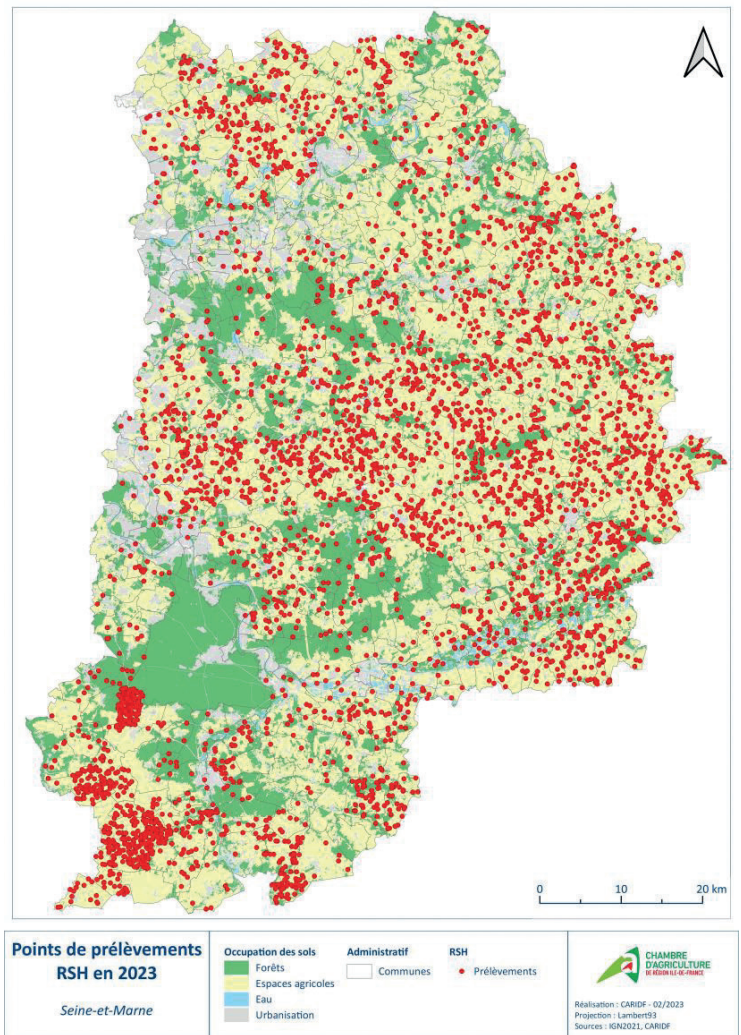 0 10 20 km
Points de prélèvements
RSH en 2023
Seine-et-Marne
Occupation des sols
Forêts
Espaces agricoles
Eau
Urbanisation
Administratif
Communes
RSH
Prélèvements
CHAMBRE
D'AGRICULTURE
DE RÉGION ILE-DE-FRANCE
Réalisation : CARIDF - 02/2023
Projection : Lambert93
Sources : IGN2021, CARIDF